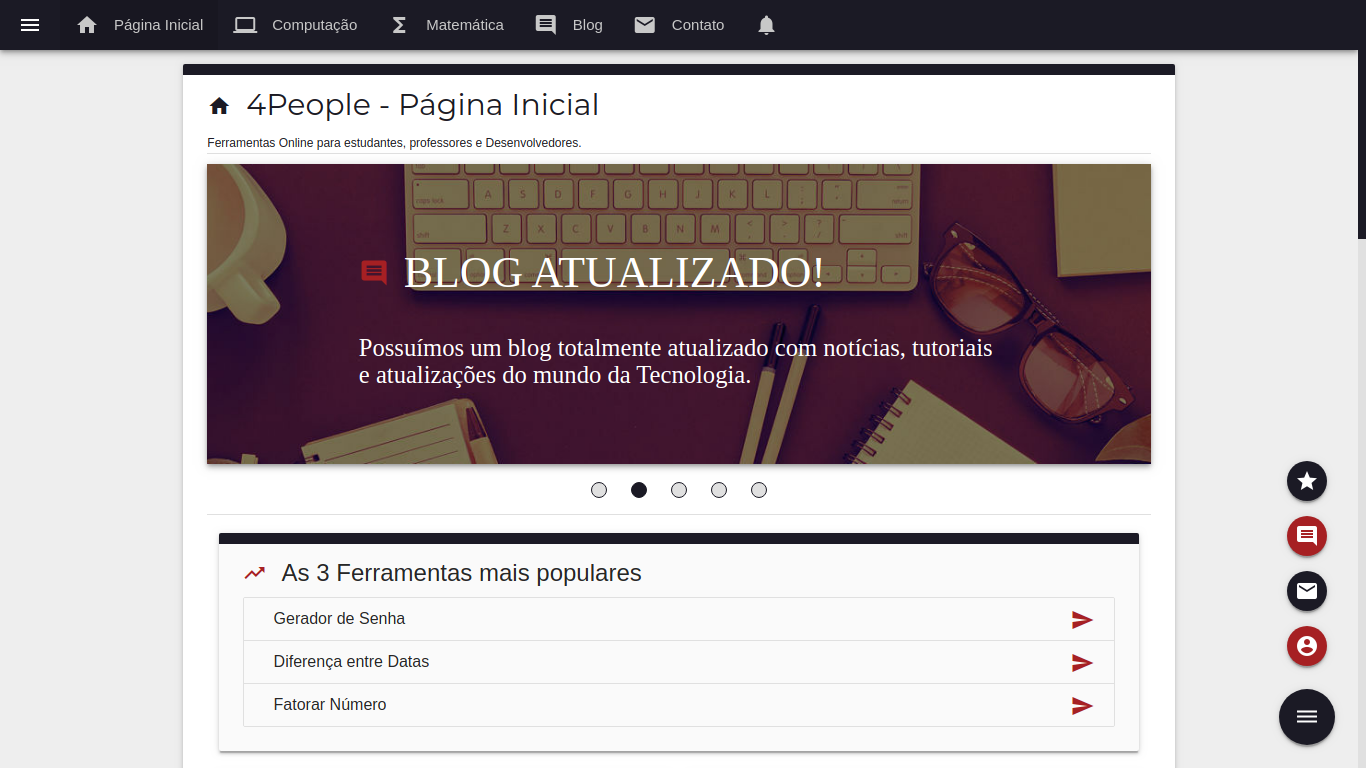 Página Inicial
Computação
Matemática
Blog
Contato
4People - Página Inicial
Ferramentas Online para estudantes, professores e Desenvolvedores.
BLOG ATUALIZADO!
Possuímos um blog totalmente atualizado com notícias, tutoriais
e atualizações do mundo da Tecnologia.
As 3 Ferramentas mais populares
Gerador de Senha
Diferença entre Datas
Fatorar Número